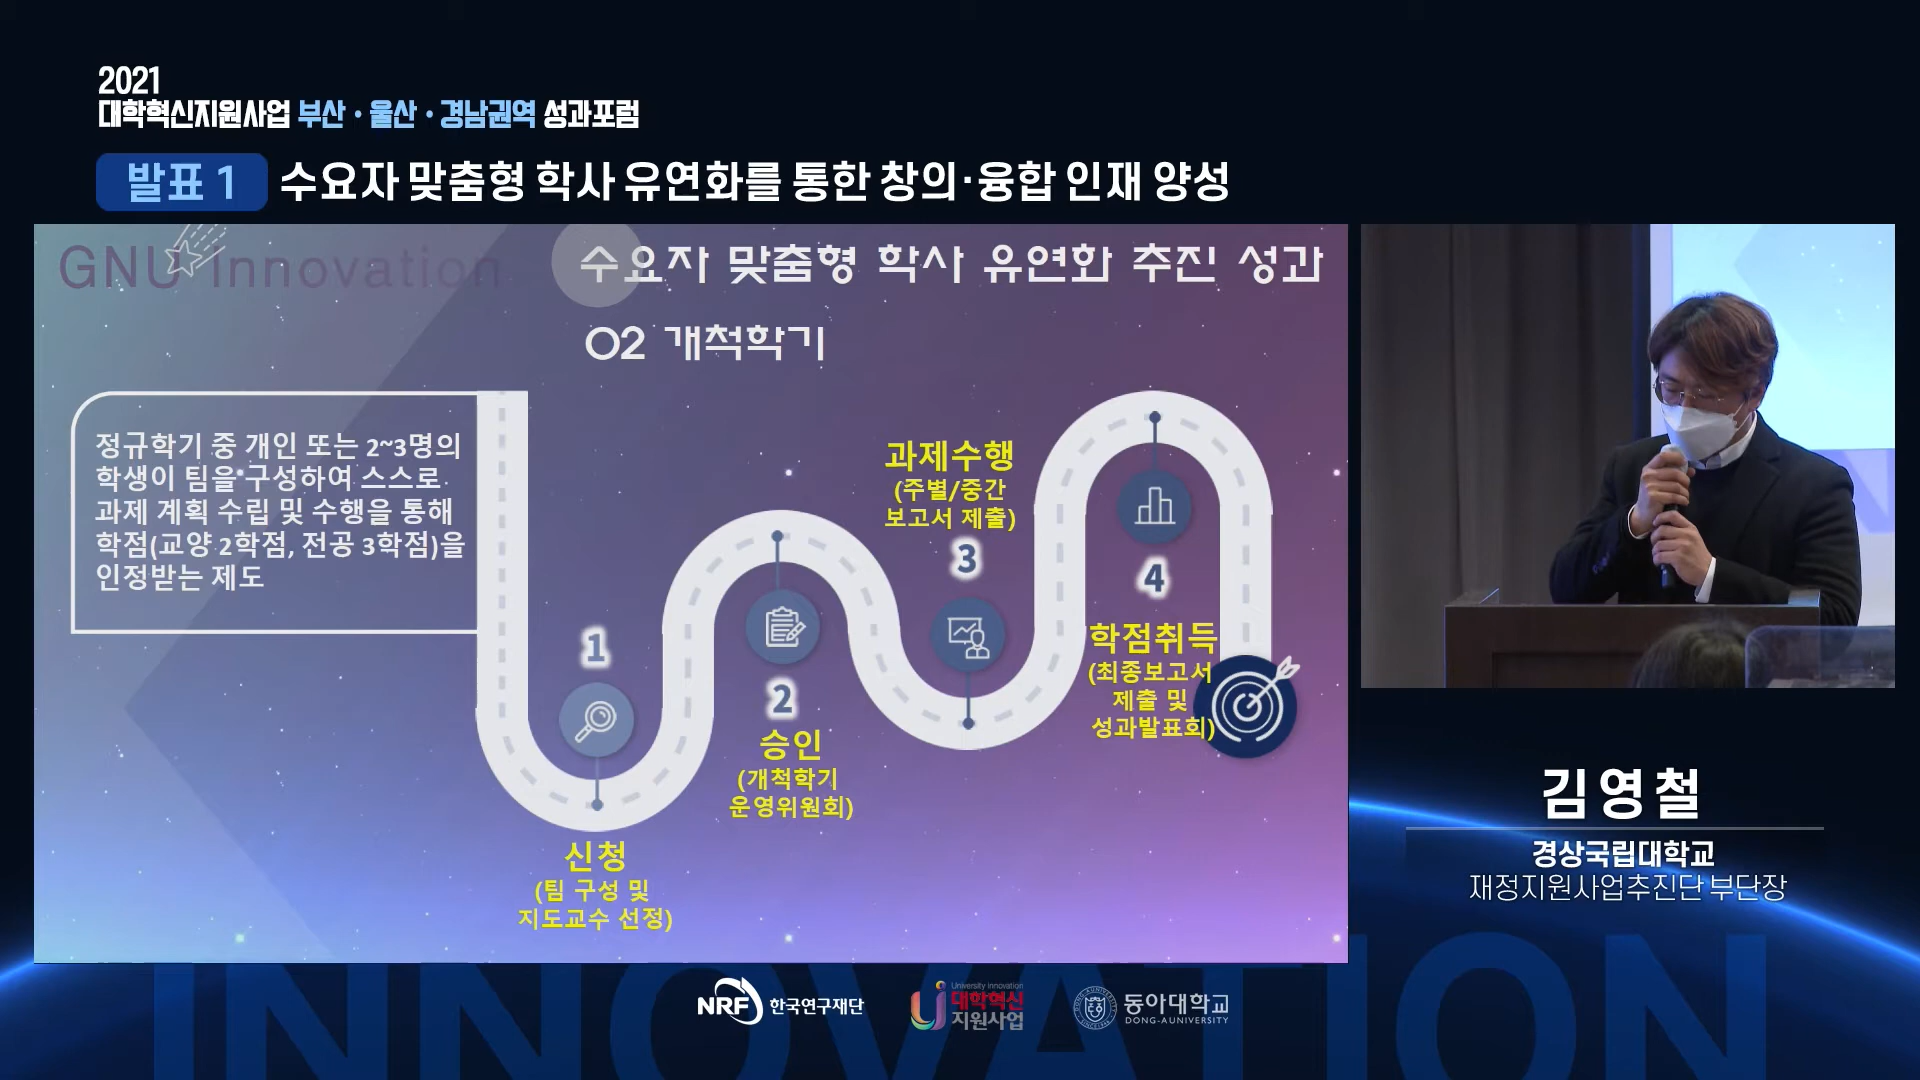 2021
대학혁신지원사업 부산·울산·경남권역 성과포럼
발표 1 수요자 맞춤형 학사 유연화를 통한 창의·융합 인재 양성
GNU Innovation
수요자 맞춤형 학사 유연화 추진 성과
02 개척학기
정규학기 중 개인 또는 2~3명의
학생이 팀을 구성하여 스스로
과제 계획 수립 및 수행을 통해
학점(교양 2학점, 전공 3학점)을
인정받는 제도
1
신청
(팀 구성 및
지도교수 선정)
2
승인
(개척학기
운영위원회)
과제수행
(주별/중간
보고서 제출)
3
4
학점취득
(최종보고서
제출 및
성과발표회)
김영철
경상국립대학교
재정지원사업추진단 부단장
INNOVATION
NRF 한국연구재단
University Innovation
대학혁신
지원사업
동아대학교
DONG-A UNIVERSITY